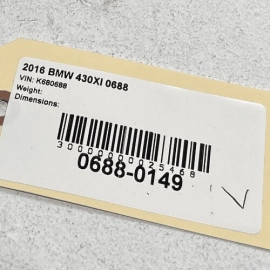 2016 BMW 430XI 0688
VIN: K680688
Weight:
Dimensions:
3000000025468
0688-0149